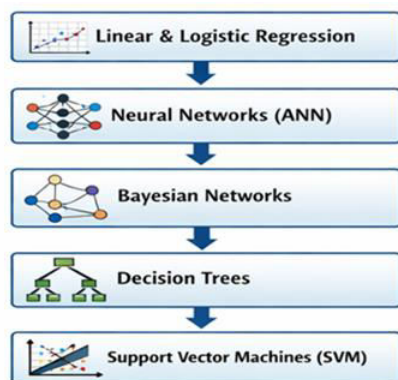 Linear & Logistic Regression
Neural Networks (ANN)
Bayesian Networks
Decision Trees
Support Vector Machines (SVM)